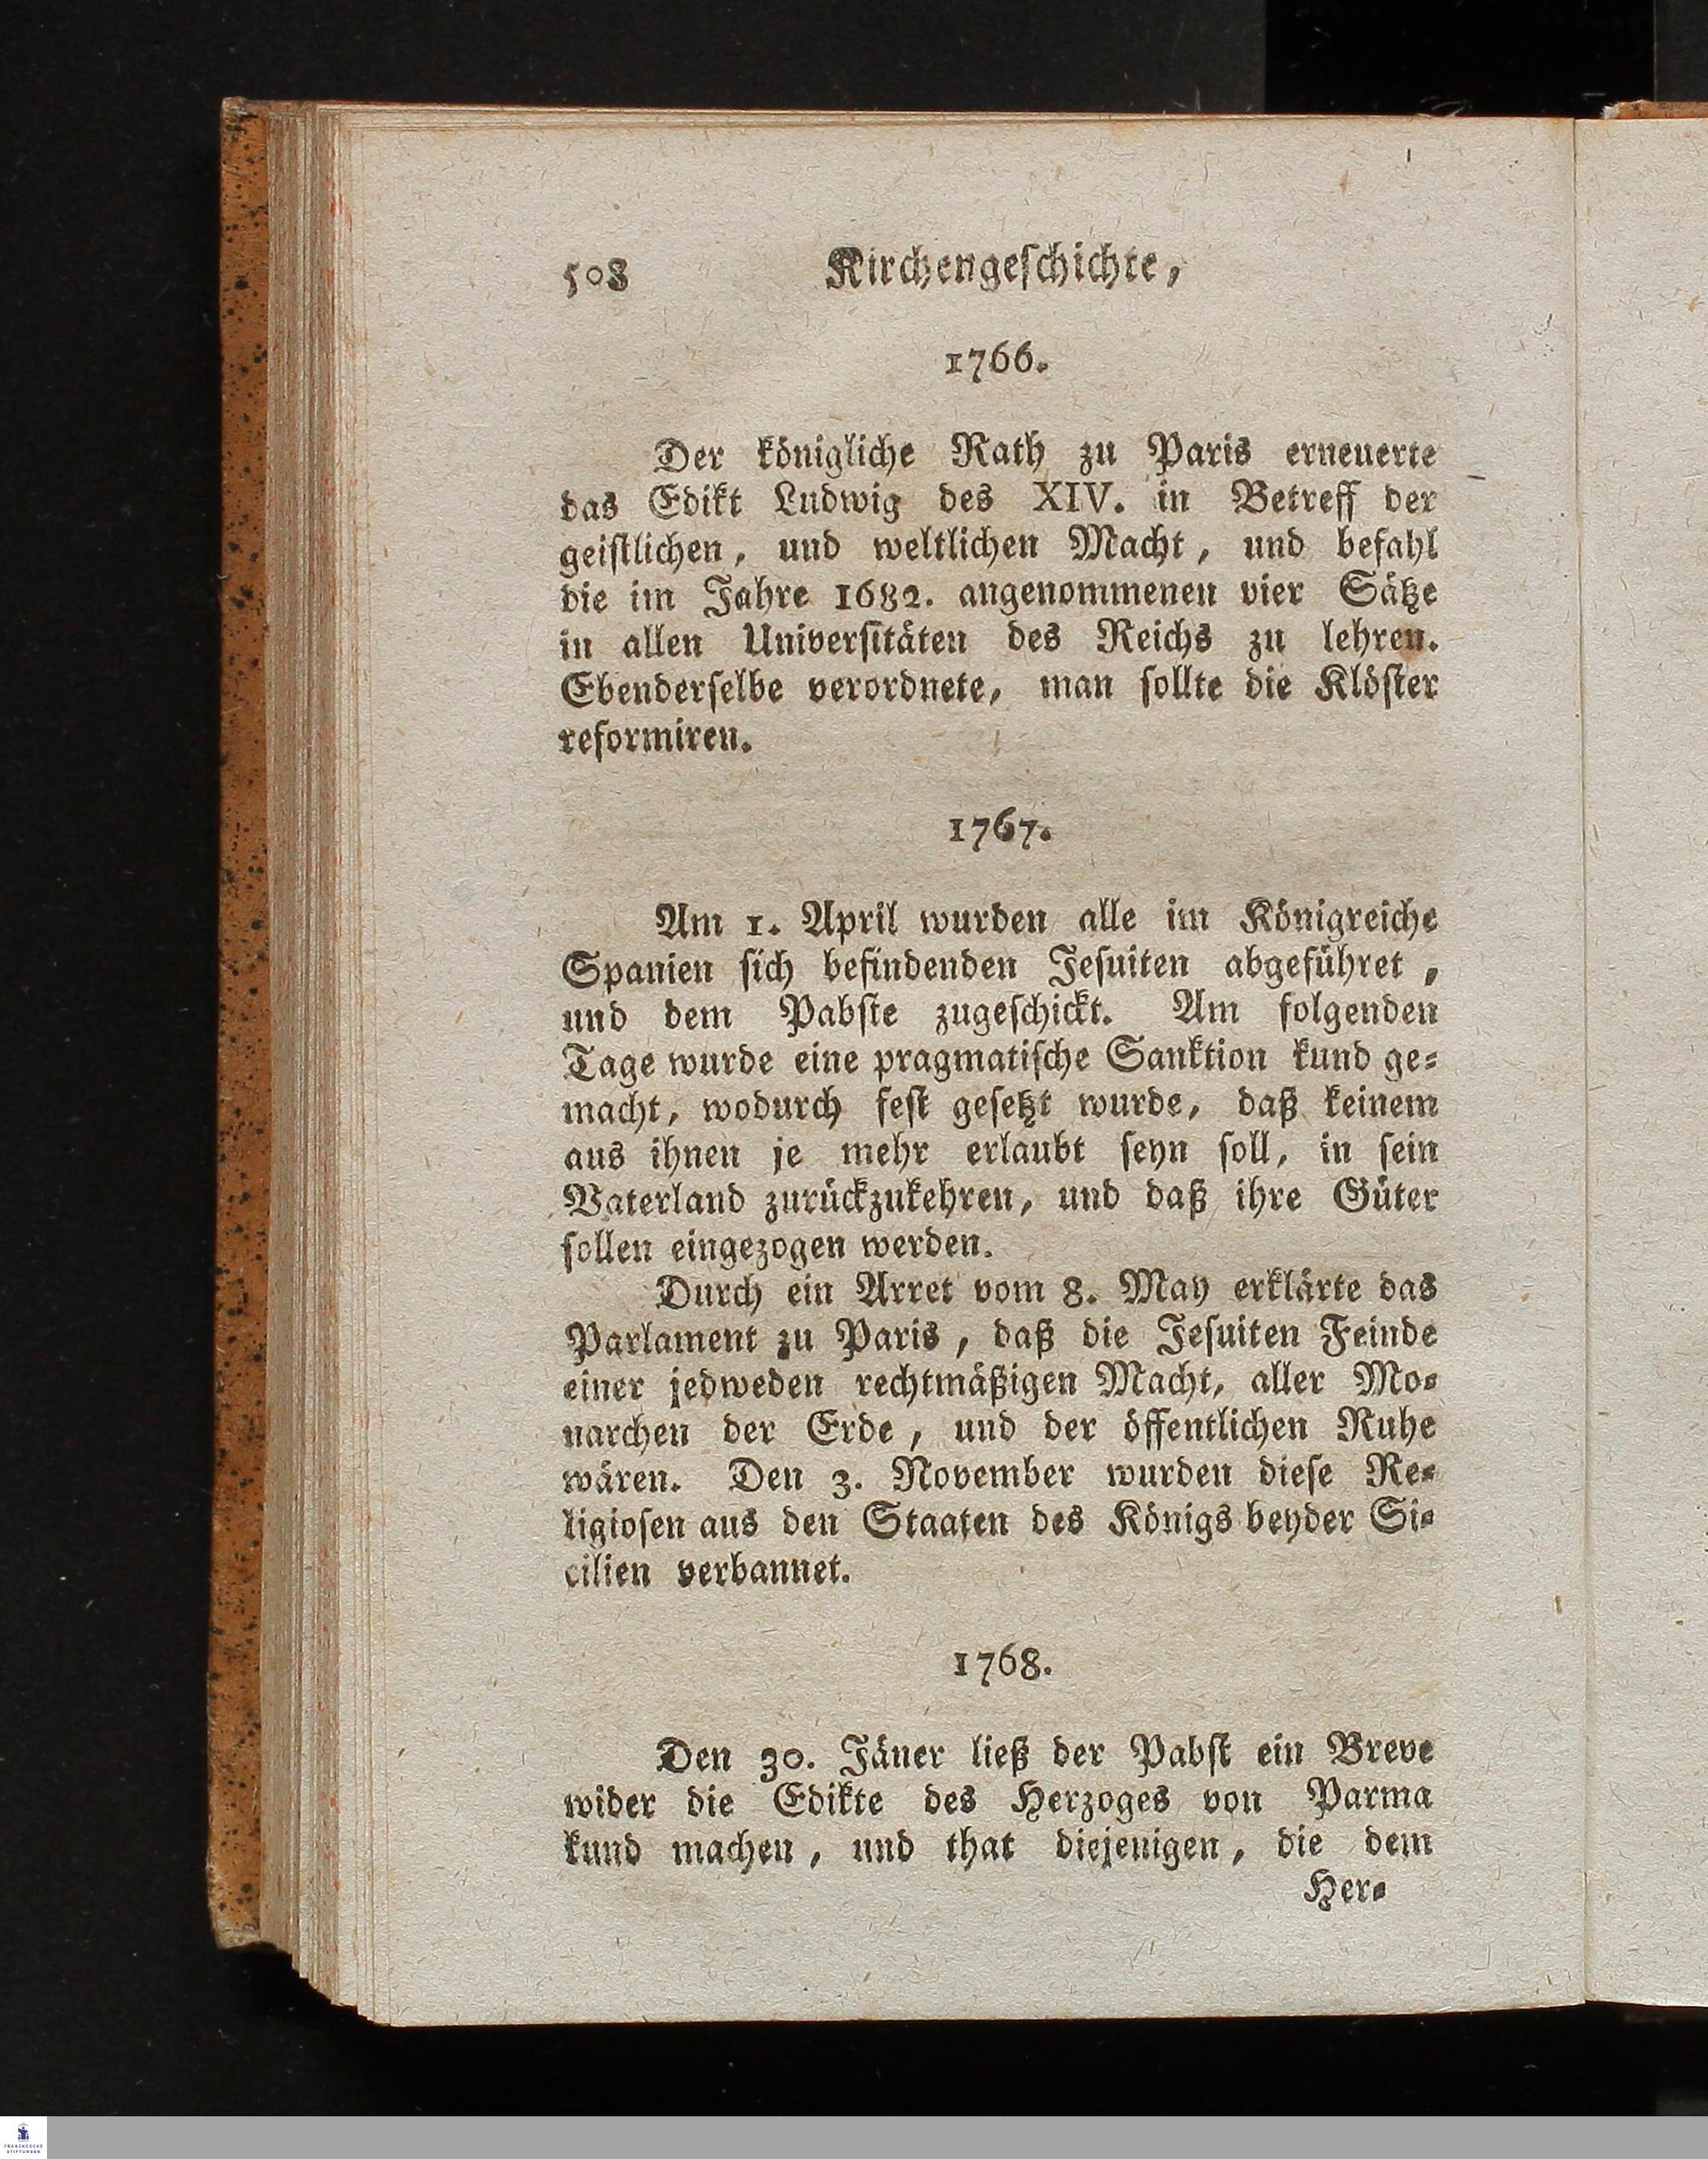 508 Kirchengeschichte,
1766.
Der königliche Rath zu Paris erneuerte
das Edikt Ludwig des XIV. in Betreff der
geistlichen, und weltlichen Macht, und befahl
die im Jahre 1682. angenommenen vier Sätze
in allen Universitäten des Reichs zu lehren.
Ebenderselbe verordnete, man sollte die Klöster
reformiren.
1767.
Am 1. April wurden alle im Königreiche
Spanien sich befindenden Jesuiten abgeführet,
und dem Pabste zugeschickt. Am folgenden
Tage wurde eine pragmatische Sanktion kund ge-
macht, wodurch fest gesetzt wurde, daß keinem
aus ihnen je mehr erlaubt seyn soll, in sein
Vaterland zurückzukehren, und daß ihre Güter
sollen eingezogen werden.
Durch ein Arret vom 8. May erklärte das
Parlament zu Paris, daß die Jesuiten Feinde
einer jedweden rechtmäßigen Macht, aller Mo-
narchen der Erde, und der öffentlichen Ruhe
wären. Den 3. November wurden diese Re-
ligiosen aus den Staaten des Königs beyder Si-
cilien verbannet.
1768.
Den 30. Jäner ließ der Pabst ein Breve
wider die Edikte des Herzoges von Parma
kund machen, und that diejenigen, die dem
Her-
FRANCKESCHE
STIFTUNGEN